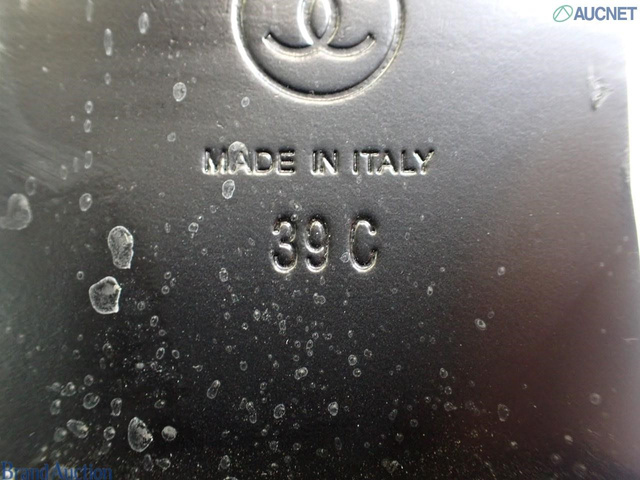 AUCNET
MADE IN ITALY
39 C
Brand Auction